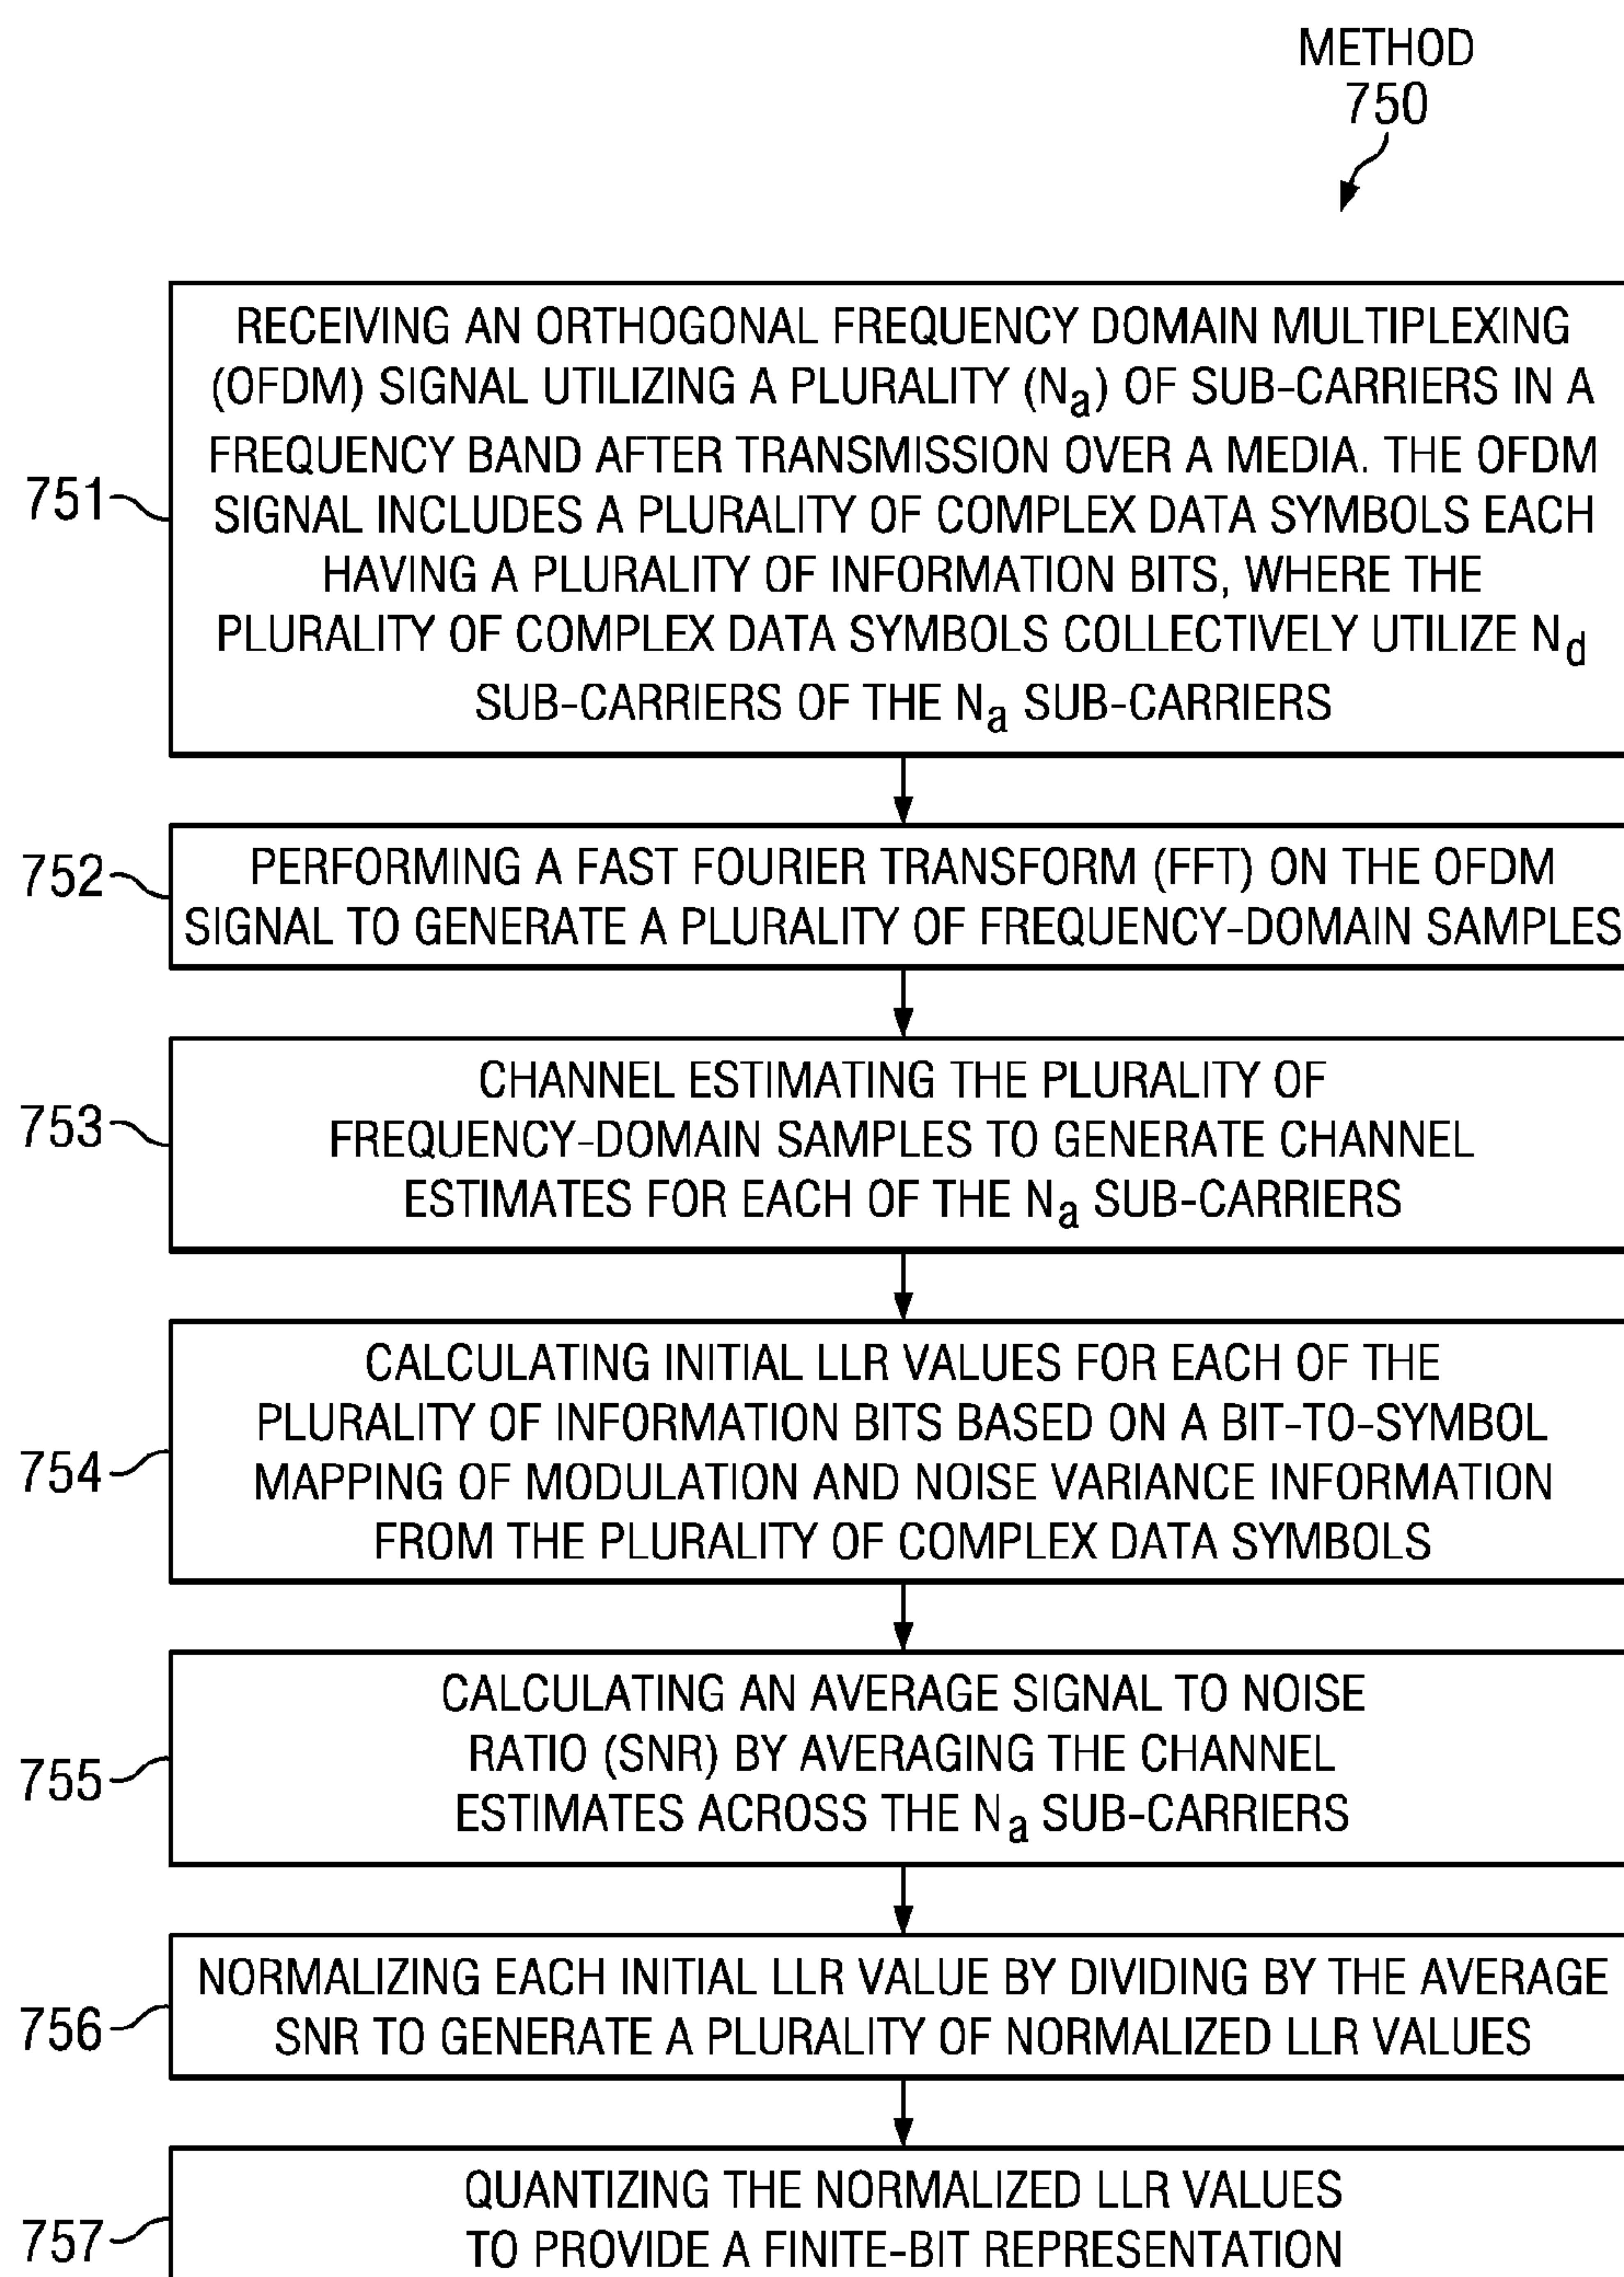 METHOD
750
751
RECEIVING AN ORTHOGONAL FREQUENCY DOMAIN MULTIPLEXING
(OFDM) SIGNAL UTILIZING A PLURALITY (Na) OF SUB-CARRIERS IN A
FREQUENCY BAND AFTER TRANSMISSION OVER A MEDIA. THE OFDM
SIGNAL INCLUDES A PLURALITY OF COMPLEX DATA SYMBOLS EACH
HAVING A PLURALITY OF INFORMATION BITS, WHERE THE
PLURALITY OF COMPLEX DATA SYMBOLS COLLECTIVELY UTILIZE Nd
SUB-CARRIERS OF THE Na SUB-CARRIERS
752
PERFORMING A FAST FOURIER TRANSFORM (FFT) ON THE OFDM
SIGNAL TO GENERATE A PLURALITY OF FREQUENCY-DOMAIN SAMPLES
753
CHANNEL ESTIMATING THE PLURALITY OF
FREQUENCY-DOMAIN SAMPLES TO GENERATE CHANNEL
ESTIMATES FOR EACH OF THE Na SUB-CARRIERS
754
CALCULATING INITIAL LLR VALUES FOR EACH OF THE
PLURALITY OF INFORMATION BITS BASED ON A BIT-TO-SYMBOL
MAPPING OF MODULATION AND NOISE VARIANCE INFORMATION
FROM THE PLURALITY OF COMPLEX DATA SYMBOLS
755
CALCULATING AN AVERAGE SIGNAL TO NOISE
RATIO (SNR) BY AVERAGING THE CHANNEL
ESTIMATES ACROSS THE Na SUB-CARRIERS
756
NORMALIZING EACH INITIAL LLR VALUE BY DIVIDING BY THE AVERAGE
SNR TO GENERATE A PLURALITY OF NORMALIZED LLR VALUES
757
QUANTIZING THE NORMALIZED LLR VALUES
TO PROVIDE A FINITE-BIT REPRESENTATION